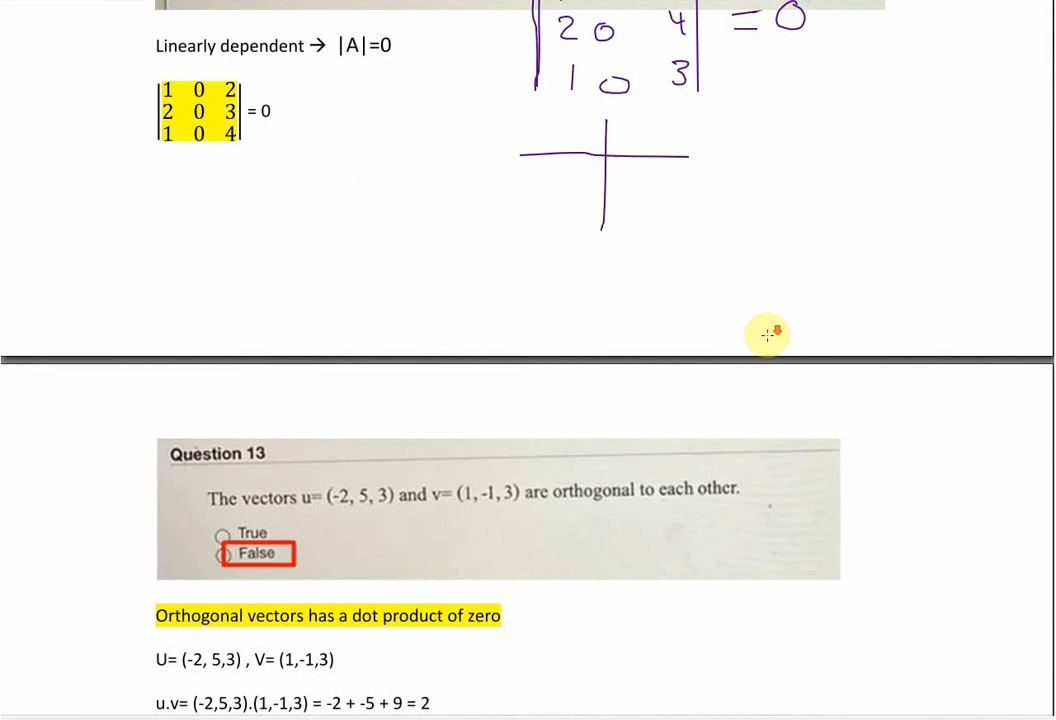 2 0 4 = 0
1 0 3
Linearly dependent → |A|=0
1 0 2
2 0 3 = 0
1 0 4
Question 13
The vectors u= (-2, 5, 3) and v= (1, -1, 3) are orthogonal to each other.
True
False
Orthogonal vectors has a dot product of zero
U= (-2, 5,3) , V= (1,-1,3)
u.v= (-2,5,3).(1,-1,3) = -2 + -5 + 9 = 2